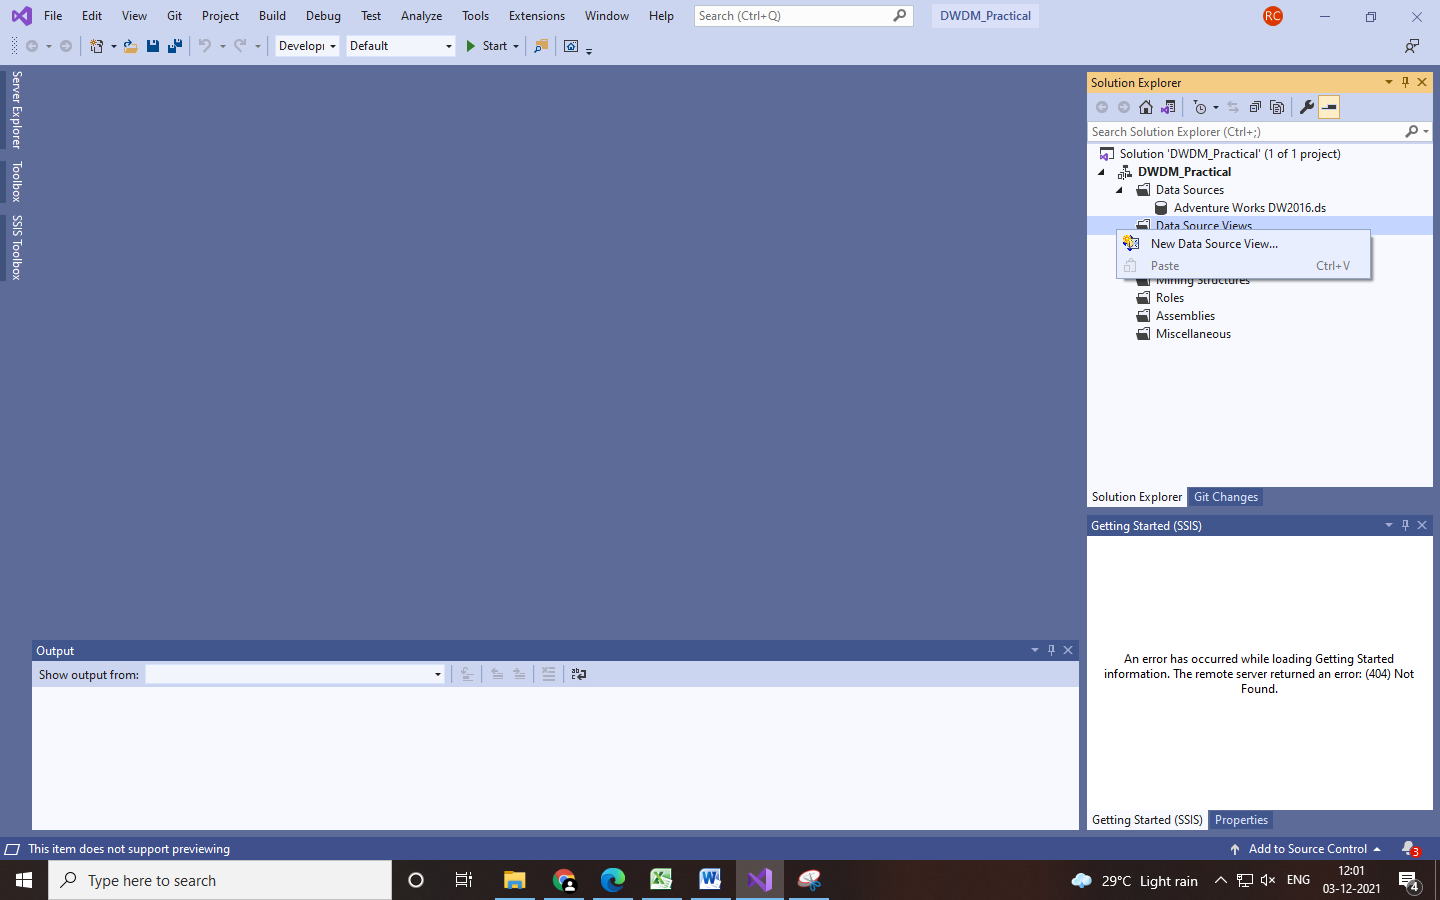 File Edit View Git Project Build Debug Test Analyze Tools Extensions Window Help Search (Ctrl+Q) DWDM_Practical RC
Developı Default Start
Server Explorer
Toolbox
SSIS Toolbox
Solution Explorer
Search Solution Explorer (Ctrl+;)
Solution 'DWDM_Practical' (1 of 1 project)
DWDM_Practical
Data Sources
Adventure Works DW2016.ds
Data Source Views
New Data Source View...
Paste Ctrl+V
Mining Structures
Roles
Assemblies
Miscellaneous
Solution Explorer Git Changes
Getting Started (SSIS)
An error has occurred while loading Getting Started
information. The remote server returned an error: (404) Not
Found.
Getting Started (SSIS) Properties
Output
Show output from:
This item does not support previewing
Add to Source Control 3
Type here to search
29°C Light rain ENG
12:01
03-12-2021
4